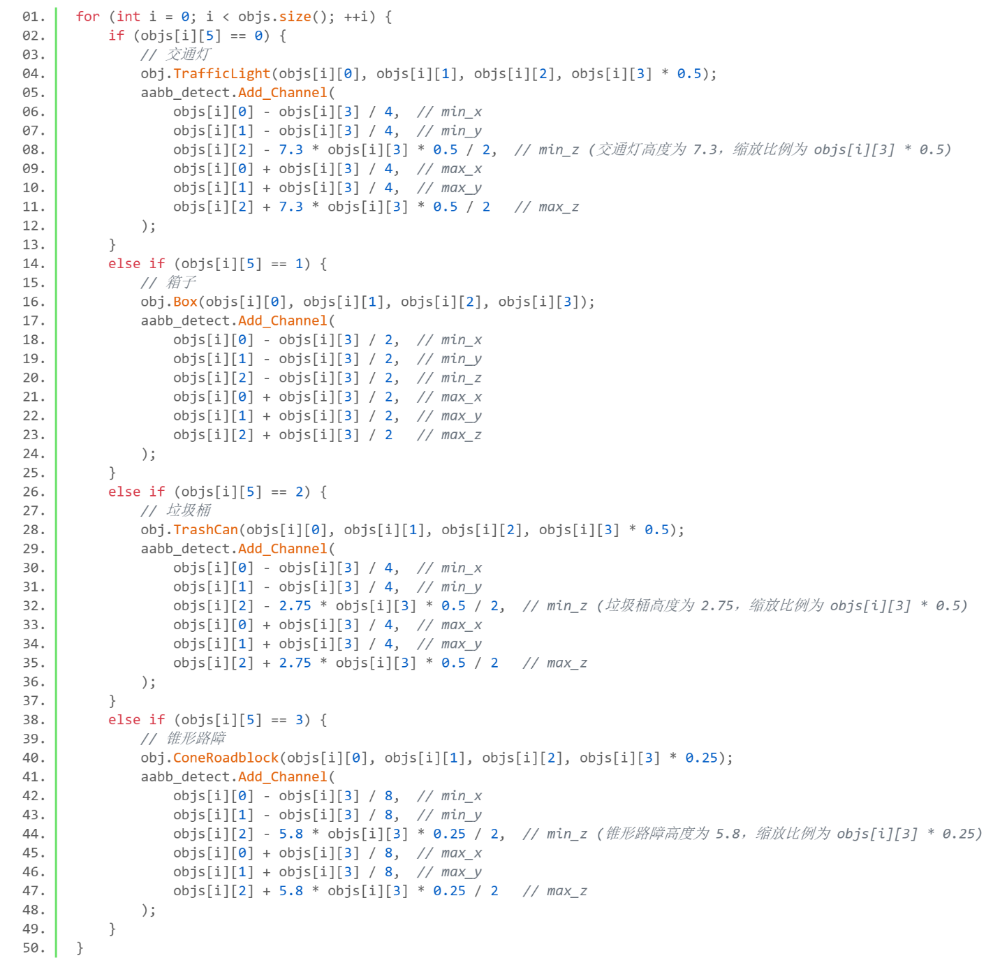 01. for (int i = 0; i < objs.size(); ++i) {
02.     if (objs[i][5] == 0) {
03.         // 交通灯
04.         obj.TrafficLight(objs[i][0], objs[i][1], objs[i][2], objs[i][3] * 0.5);
05.         aabb_detect.Add_Channel(
06.             objs[i][0] - objs[i][3] / 4,  // min_x
07.             objs[i][1] - objs[i][3] / 4,  // min_y
08.             objs[i][2] - 7.3 * objs[i][3] * 0.5 / 2,  // min_z (交通灯高度为 7.3，缩放比例为 objs[i][3] * 0.5)
09.             objs[i][0] + objs[i][3] / 4,  // max_x
10.             objs[i][1] + objs[i][3] / 4,  // max_y
11.             objs[i][2] + 7.3 * objs[i][3] * 0.5 / 2   // max_z
12.         );
13.     }
14.     else if (objs[i][5] == 1) {
15.         // 箱子
16.         obj.Box(objs[i][0], objs[i][1], objs[i][2], objs[i][3]);
17.         aabb_detect.Add_Channel(
18.             objs[i][0] - objs[i][3] / 2,  // min_x
19.             objs[i][1] - objs[i][3] / 2,  // min_y
20.             objs[i][2] - objs[i][3] / 2,  // min_z
21.             objs[i][0] + objs[i][3] / 2,  // max_x
22.             objs[i][1] + objs[i][3] / 2,  // max_y
23.             objs[i][2] + objs[i][3] / 2   // max_z
24.         );
25.     }
26.     else if (objs[i][5] == 2) {
27.         // 垃圾桶
28.         obj.TrashCan(objs[i][0], objs[i][1], objs[i][2], objs[i][3] * 0.5);
29.         aabb_detect.Add_Channel(
30.             objs[i][0] - objs[i][3] / 4,  // min_x
31.             objs[i][1] - objs[i][3] / 4,  // min_y
32.             objs[i][2] - 2.75 * objs[i][3] * 0.5 / 2,  // min_z (垃圾桶高度为 2.75，缩放比例为 objs[i][3] * 0.5)
33.             objs[i][0] + objs[i][3] / 4,  // max_x
34.             objs[i][1] + objs[i][3] / 4,  // max_y
35.             objs[i][2] + 2.75 * objs[i][3] * 0.5 / 2   // max_z
36.         );
37.     }
38.     else if (objs[i][5] == 3) {
39.         // 锥形路障
40.         obj.ConeRoadblock(objs[i][0], objs[i][1], objs[i][2], objs[i][3] * 0.25);
41.         aabb_detect.Add_Channel(
42.             objs[i][0] - objs[i][3] / 8,  // min_x
43.             objs[i][1] - objs[i][3] / 8,  // min_y
44.             objs[i][2] - 5.8 * objs[i][3] * 0.25 / 2,  // min_z (锥形路障高度为 5.8，缩放比例为 objs[i][3] * 0.25)
45.             objs[i][0] + objs[i][3] / 8,  // max_x
46.             objs[i][1] + objs[i][3] / 8,  // max_y
47.             objs[i][2] + 5.8 * objs[i][3] * 0.25 / 2   // max_z
48.         );
49.     }
50. }